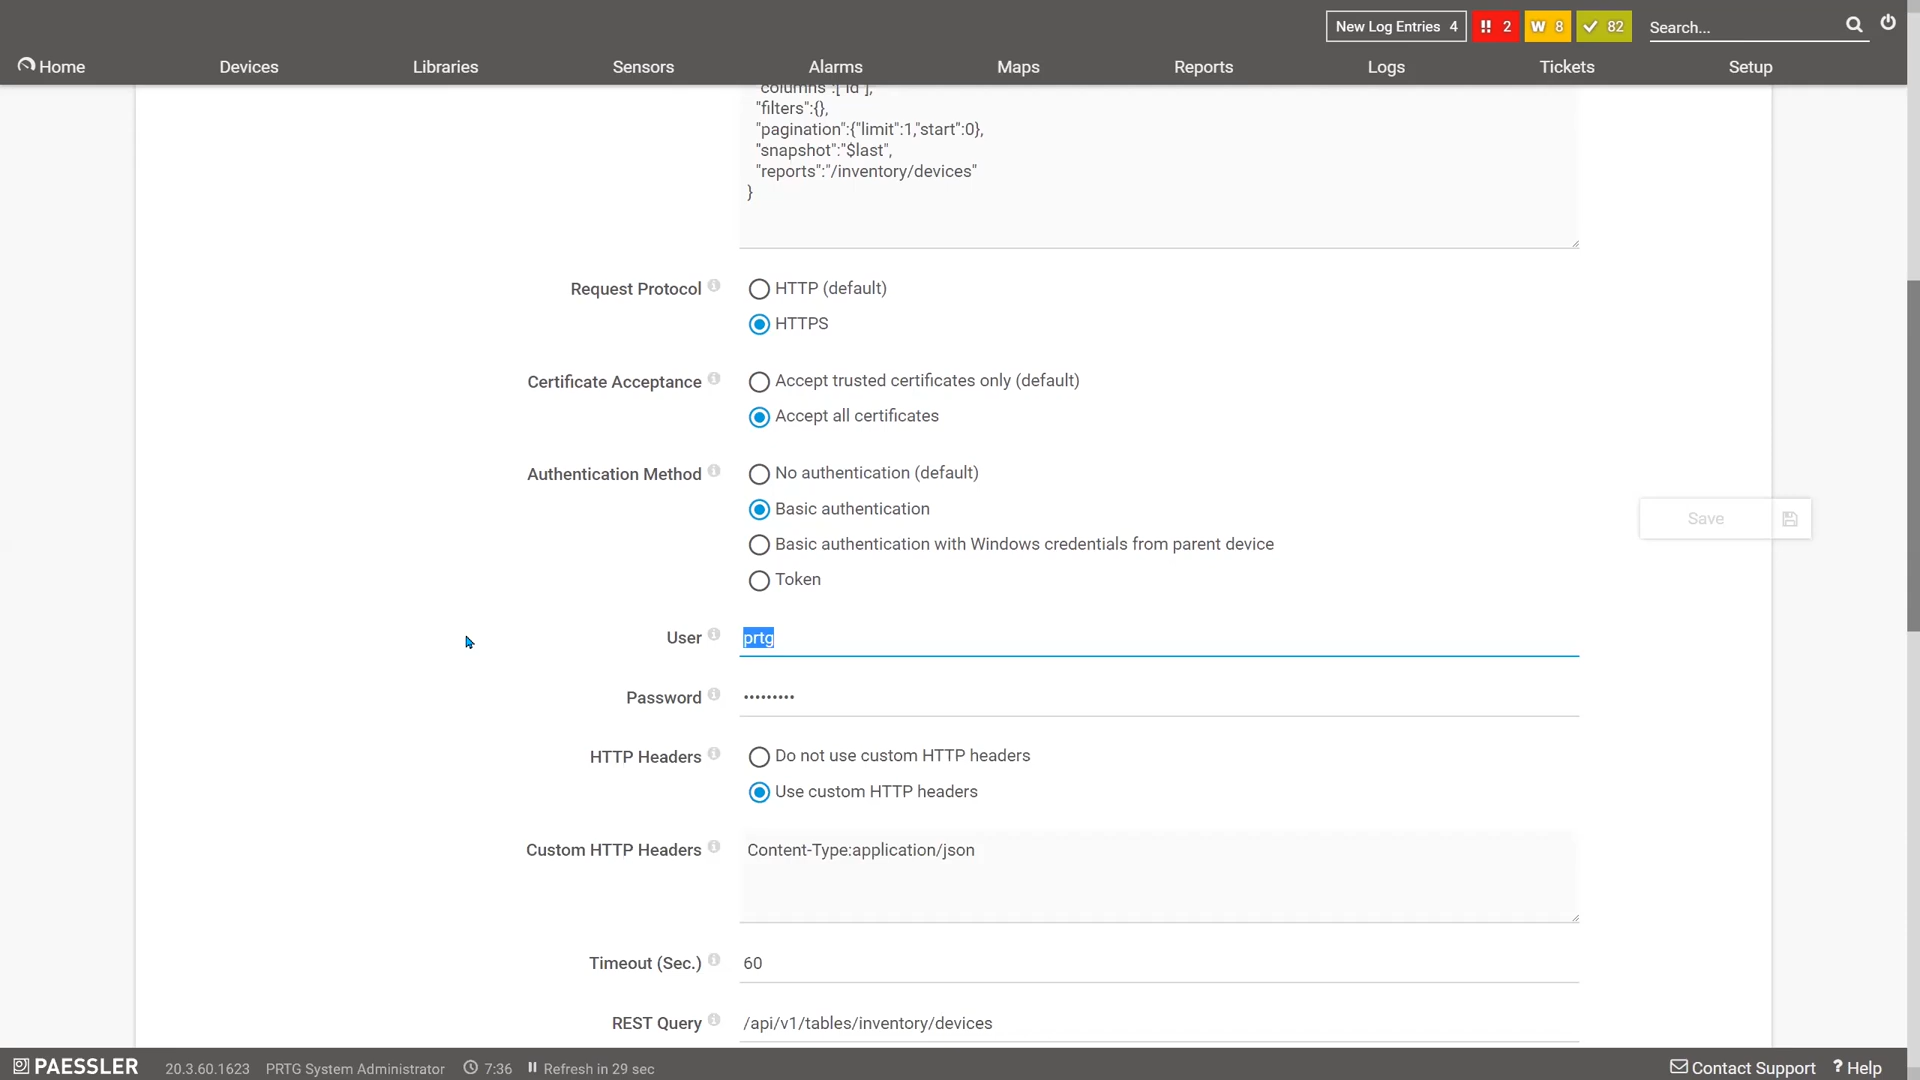 New Log Entries 4
!! 2
W 8
82
Search...
Home
Devices
Libraries
Sensors
Alarms
Maps
Reports
Logs
Tickets
Setup
"columns":["id"],
"filters":{},
"pagination":{"limit":1,"start":0},
"snapshot":"$last",
"reports":"/inventory/devices"
}
Request Protocol
HTTP (default)
HTTPS
Certificate Acceptance
Accept trusted certificates only (default)
Accept all certificates
Authentication Method
No authentication (default)
Basic authentication
Basic authentication with Windows credentials from parent device
Token
Save
User
prtg
Password
•••••••••
HTTP Headers
Do not use custom HTTP headers
Use custom HTTP headers
Custom HTTP Headers
Content-Type:application/json
Timeout (Sec.)
60
REST Query
/api/v1/tables/inventory/devices
PAESSLER
20.3.60.1623
PRTG System Administrator
7:36
Refresh in 29 sec
Contact Support
? Help